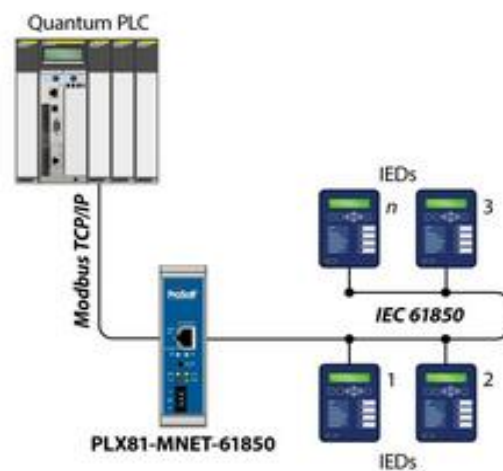 Quantum PLC
Modbus TCP/IP
ProSoft
PLX81-MNET-61850
IEDs
n
3
IEC 61850
1
2
IEDs